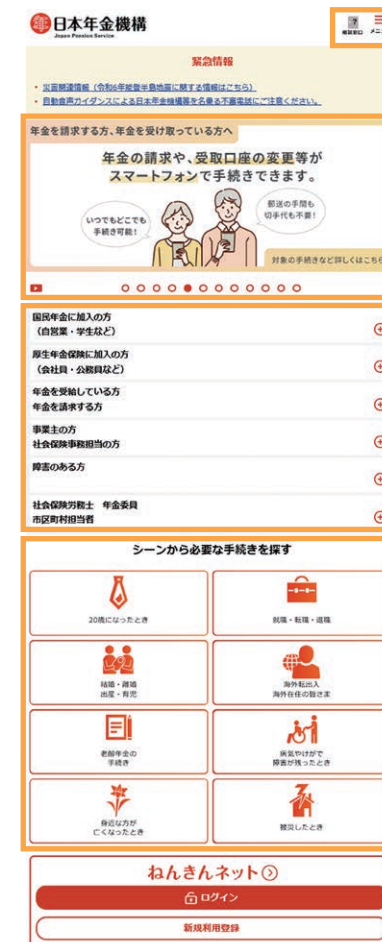 日本年金機構
Japan Pension Service
?
相談窓口 メニ
緊急情報
・ 災害関連情報（令和6年能登半島地震に関する情報はこちら）
・ 自動音声ガイダンスによる日本年金機構等を名乗る不審電話にご注意ください。
年金を請求する方、年金を受け取っている方へ
年金の請求や、受取口座の変更等が
スマートフォンで手続きできます。
いつでもどこでも
手続き可能！
郵送の手間も
切手代も不要！
対象の手続きなど詳しくはこちら
国民年金に加入の方
（自営業・学生など）
厚生年金保険に加入の方
（会社員・公務員など）
年金を受給している方
年金を請求する方
事業主の方
社会保険事務担当の方
障害のある方
社会保険労務士　年金委員
市区町村担当者
シーンから必要な手続きを探す
20歳になったとき
就職・転職・退職
結婚・離婚
出産・育児
海外転出入
海外在住の皆さま
老齢年金の
手続き
病気やけがで
障害が残ったとき
身近な方が
亡くなったとき
被災したとき
ねんきんネット
ログイン
新規利用登録